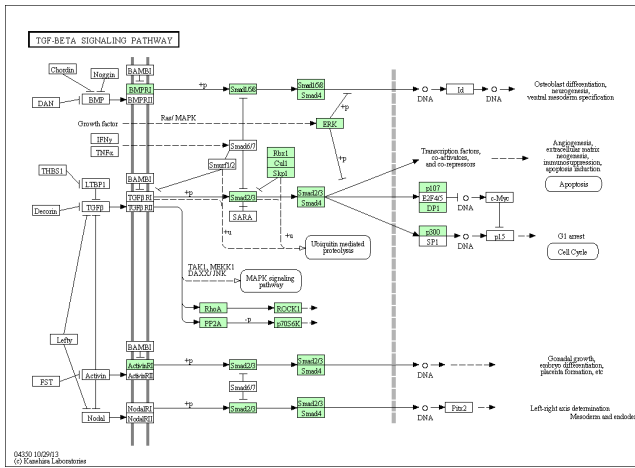 TGF-BETA SIGNALING PATHWAY
Chordin
Noggin
BAMBI
DAN
BMP
BMPRI
BMPRII
+p
Smad1/5/8
Smad1/5/8
Smad4
DNA
Id
DNA
Osteoblast differentiation,
neurogenesis,
ventral mesoderm specification
Growth factor
Ras/MAPK
ERK
+p
+p
IFNγ
TNFα
Smad6/7
Smurf1/2
Rbx1
Cul1
Skp1
THBS1
LTBP1
BAMBI
Decorin
TGFβ
TGFβ RI
TGFβ RII
+p
Smad2/3
SARA
Smad2/3
Smad4
Transcription factors,
co-activators,
and co-repressors
Angiogenesis,
extracellular matrix
neogenesis,
immunosuppression,
apoptosis induction
Apoptosis
p107
E2F4/5
DP1
DNA
c-Myc
p300
SP1
DNA
p15
G1 arrest
Cell Cycle
+u
+u
Ubiquitin mediated
proteolysis
TAK1, MEKK1
DAXX/JNK
MAPK signaling
pathway
RhoA
ROCK1
PP2A
-p
p70S6K
Lefty
BAMBI
FST
Activin
ActivinRI
ActivinRII
+p
Smad2/3
Smad2/3
Smad4
DNA
Gonadal growth,
embryo differentiation,
placenta formation, etc
Smad6/7
Nodal
NodalRI
NodalRII
+p
Smad2/3
Smad2/3
Smad4
DNA
Pitx2
Left-right axis determination
Mesoderm and endode
04350 10/29/13
(c) Kanehisa Laboratories